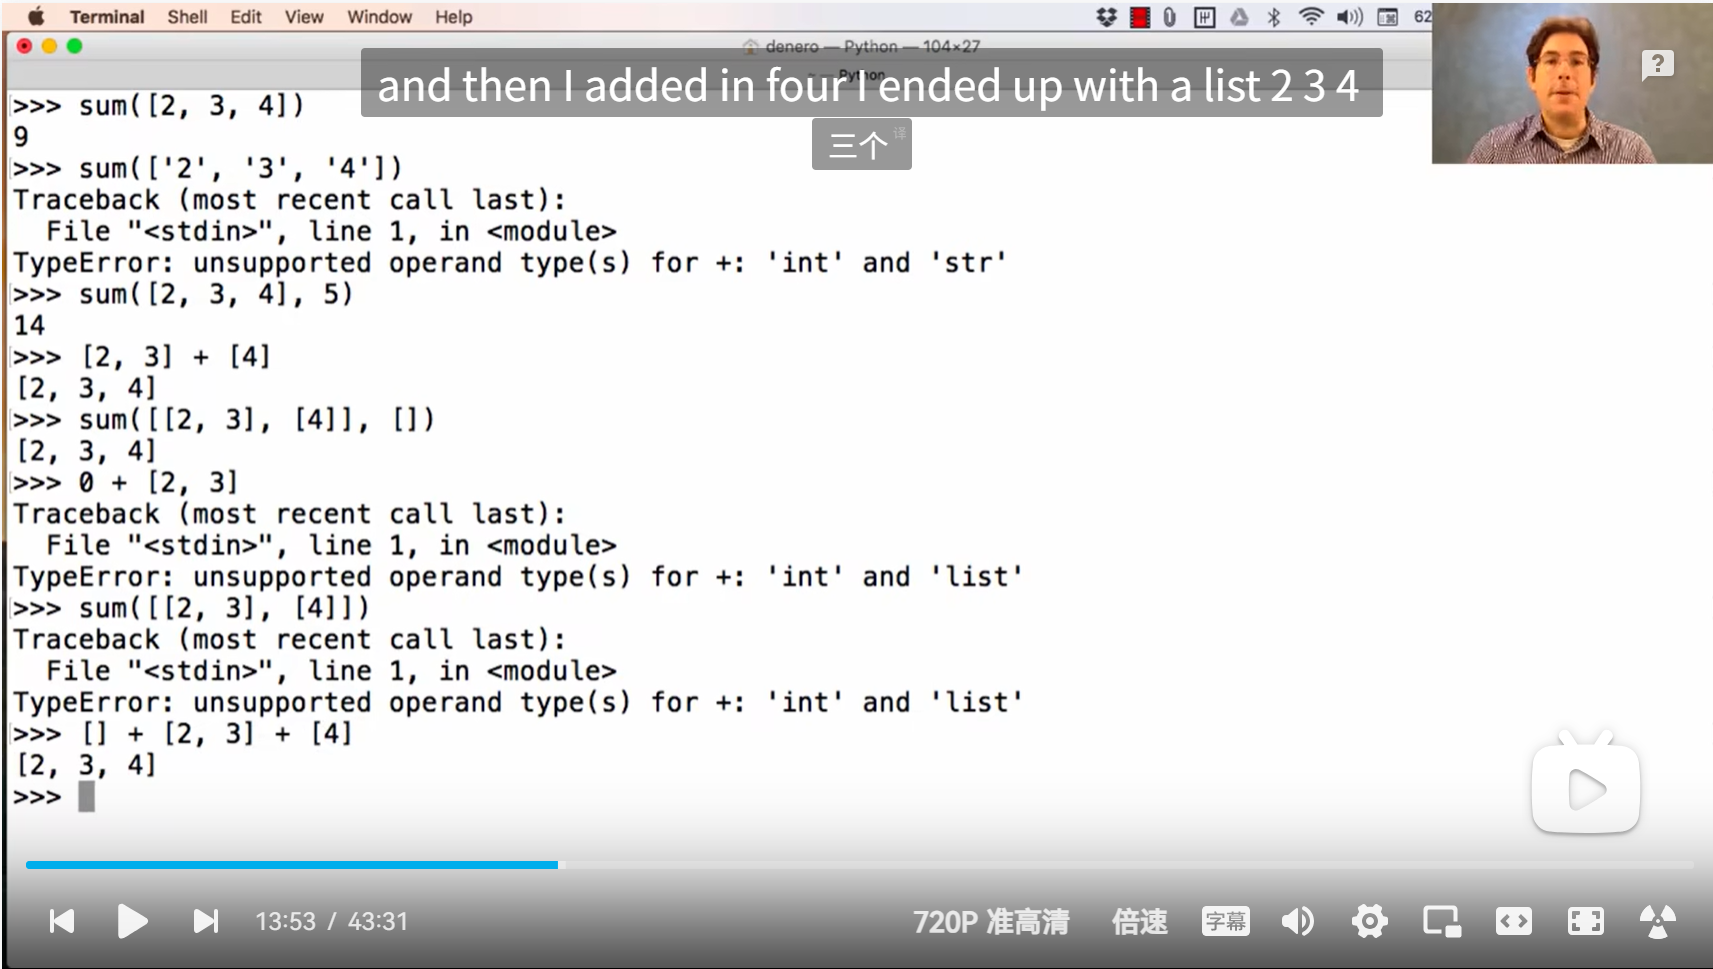 Terminal Shell Edit View Window Help 62
denero — Python — 104×27
Python
and then I added in four I ended up with a list 2 3 4
三个 译
>>> sum([2, 3, 4])
9
>>> sum(['2', '3', '4'])
Traceback (most recent call last):
  File "<stdin>", line 1, in <module>
TypeError: unsupported operand type(s) for +: 'int' and 'str'
>>> sum([2, 3, 4], 5)
14
>>> [2, 3] + [4]
[2, 3, 4]
>>> sum([[2, 3], [4]], [])
[2, 3, 4]
>>> 0 + [2, 3]
Traceback (most recent call last):
  File "<stdin>", line 1, in <module>
TypeError: unsupported operand type(s) for +: 'int' and 'list'
>>> sum([[2, 3], [4]])
Traceback (most recent call last):
  File "<stdin>", line 1, in <module>
TypeError: unsupported operand type(s) for +: 'int' and 'list'
>>> [] + [2, 3] + [4]
[2, 3, 4]
>>>
13:53 / 43:31 720P 准高清 倍速 字幕